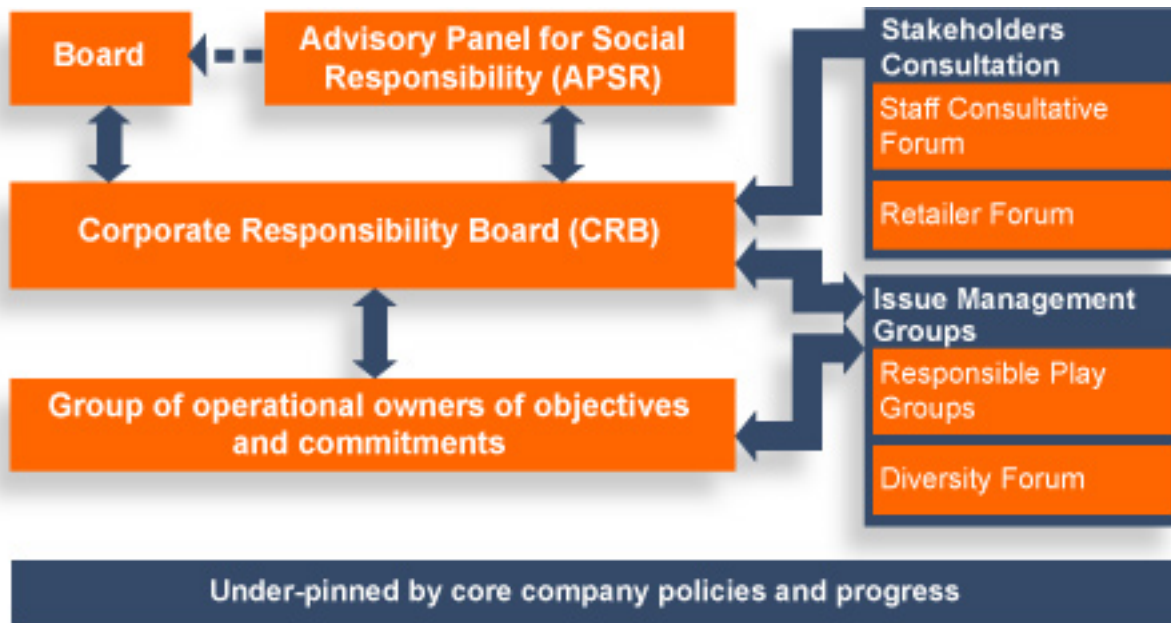 Board
Advisory Panel for Social
Responsibility (APSR)
Stakeholders
Consultation
Staff Consultative
Forum
Retailer Forum
Corporate Responsibility Board (CRB)
Issue Management
Groups
Responsible Play
Groups
Diversity Forum
Group of operational owners of objectives
and commitments
Under-pinned by core company policies and progress